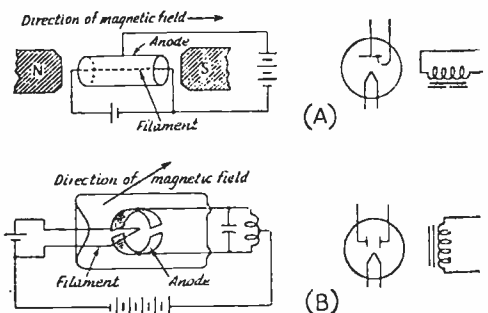 Direction of magnetic field
Anode
N
S
Filament
(A)
Direction of magnetic field
Filament
Anode
(B)